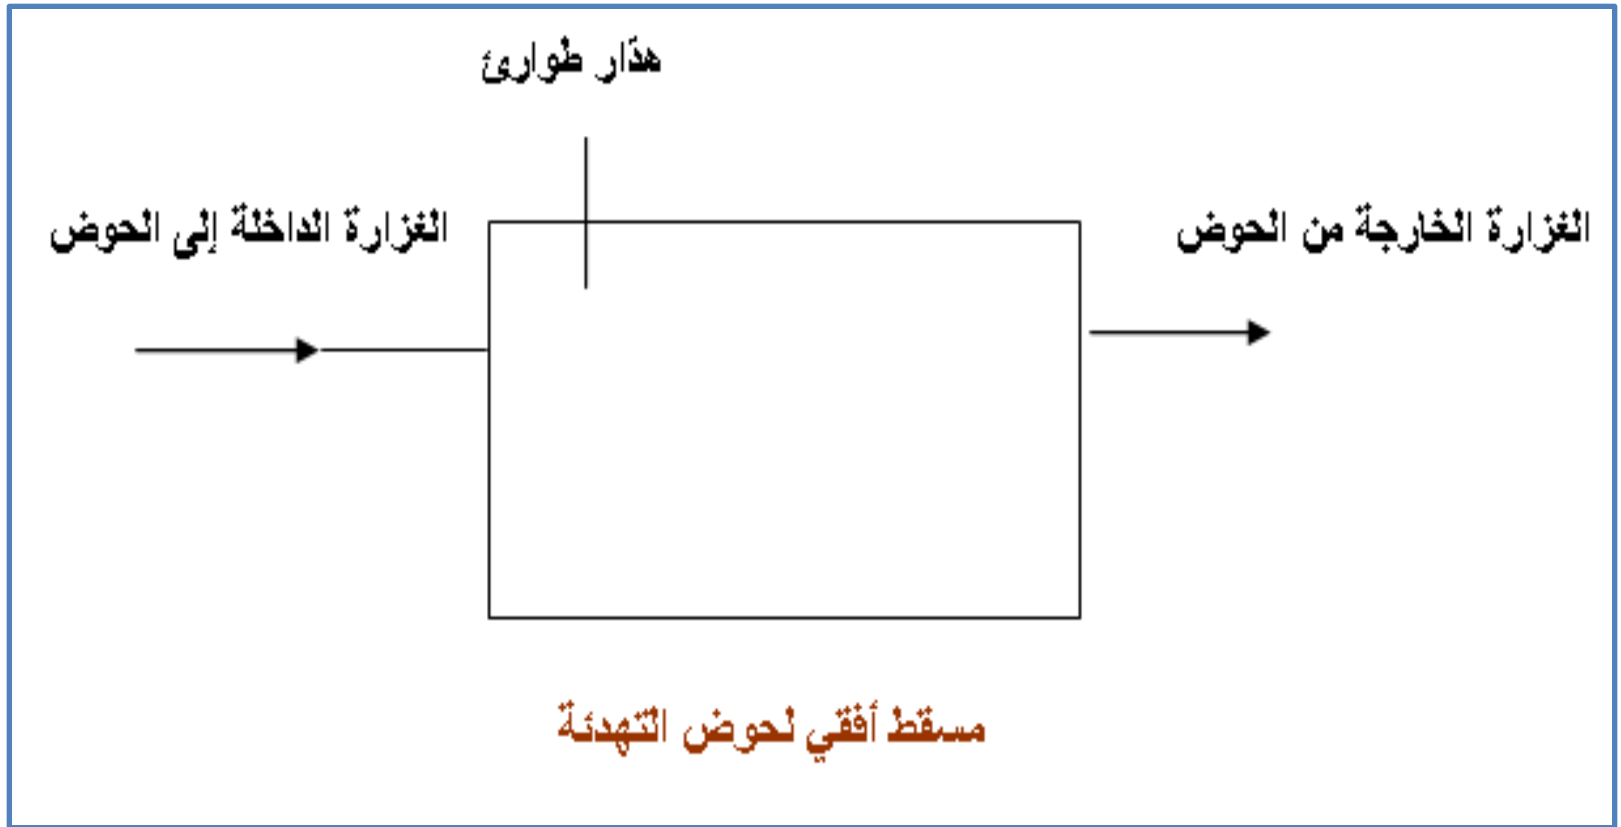 هدّار طوارئ
الغزارة الخارجة من الحوض
الغزارة الداخلة إلى الحوض
مسقط أفقي لحوض التهدئة